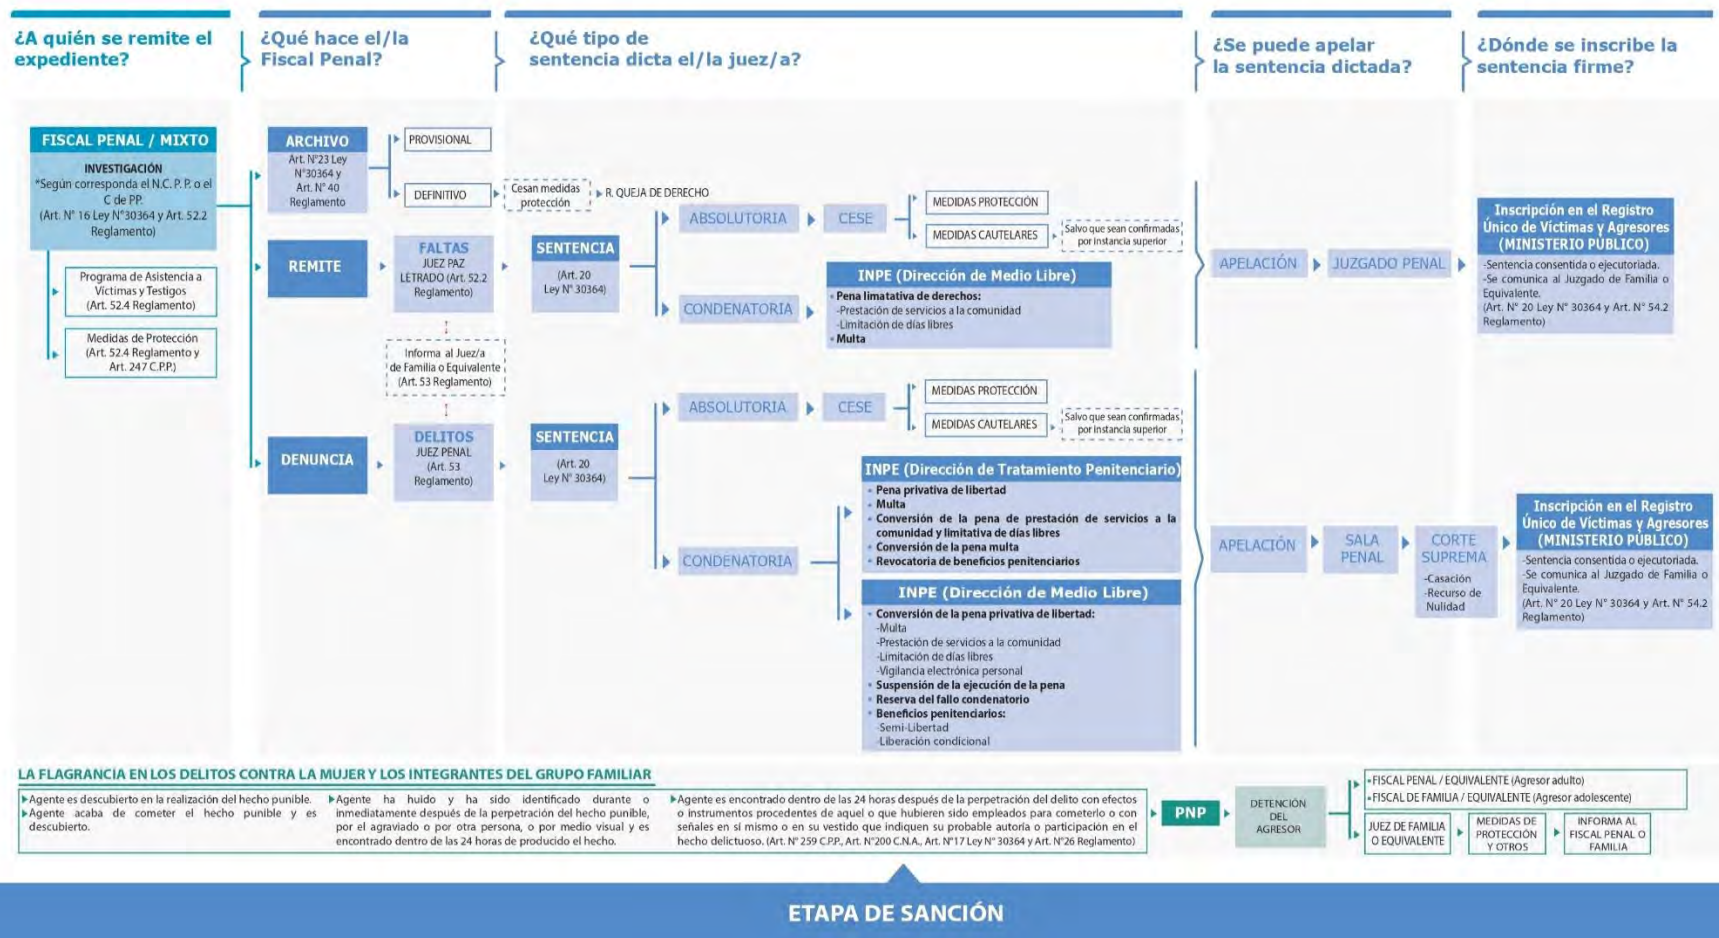 ¿A quién se remite el
expediente?
¿Qué hace el/la
Fiscal Penal?
¿Qué tipo de
sentencia dicta el/la juez/a?
¿Se puede apelar
la sentencia dictada?
¿Dónde se inscribe la
sentencia firme?
FISCAL PENAL / MIXTO
INVESTIGACIÓN
*Según corresponda el N.C. P. P. o el
C de PP.
(Art. N° 16 Ley N°30364 y Art. 52.2
Reglamento)
Programa de Asistencia a
Víctimas y Testigos
(Art. 52.4 Reglamento)
Medidas de Protección
(Art. 52.4 Reglamento y
Art. 247 C.P.P.)
ARCHIVO
Art. N°23 Ley
N°30364 y
Art. N° 40
Reglamento
PROVISIONAL
DEFINITIVO
Cesan medidas
protección
R. QUEJA DE DERECHO
REMITE
FALTAS
JUEZ PAZ
LETRADO (Art. 52.2
Reglamento)
Informa al Juez/a
de Familia o Equivalente
(Art. 53 Reglamento)
DENUNCIA
DELITOS
JUEZ PENAL
(Art. 53
Reglamento)
SENTENCIA
(Art. 20
Ley N° 30364)
ABSOLUTORIA
CESE
MEDIDAS PROTECCIÓN
MEDIDAS CAUTELARES
Salvo que sean confirmadas
por instancia superior
CONDENATORIA
INPE (Dirección de Medio Libre)
• Pena limatativa de derechos:
-Prestación de servicios a la comunidad
-Limitación de días libres
• Multa
SENTENCIA
(Art. 20
Ley N° 30364)
ABSOLUTORIA
CESE
MEDIDAS PROTECCIÓN
MEDIDAS CAUTELARES
Salvo que sean confirmadas
por instancia superior
CONDENATORIA
INPE (Dirección de Tratamiento Penitenciario)
• Pena privativa de libertad
• Multa
• Conversión de la pena de prestación de servicios a la
comunidad y limitativa de días libres
• Conversión de la pena multa
• Revocatoria de beneficios penitenciarios
INPE (Dirección de Medio Libre)
• Conversión de la pena privativa de libertad:
-Multa
-Prestación de servicios a la comunidad
-Limitación de días libres
-Vigilancia electrónica personal
• Suspensión de la ejecución de la pena
• Reserva del fallo condenatorio
• Beneficios penitenciarios:
-Semi-Libertad
-Liberación condicional
APELACIÓN
JUZGADO PENAL
Inscripción en el Registro
Único de Víctimas y Agresores
(MINISTERIO PÚBLICO)
-Sentencia consentida o ejecutoriada.
-Se comunica al Juzgado de Familia o
Equivalente.
(Art. N° 20 Ley N° 30364 y Art. N° 54.2
Reglamento)
APELACIÓN
SALA
PENAL
CORTE
SUPREMA
-Casación
-Recurso de
Nulidad
Inscripción en el Registro
Único de Víctimas y Agresores
(MINISTERIO PÚBLICO)
-Sentencia consentida o ejecutoriada.
-Se comunica al Juzgado de Familia o
Equivalente.
(Art. N° 20 Ley N° 30364 y Art. N° 54.2
Reglamento)
LA FLAGRANCIA EN LOS DELITOS CONTRA LA MUJER Y LOS INTEGRANTES DEL GRUPO FAMILIAR
Agente es descubierto en la realización del hecho punible.
Agente acaba de cometer el hecho punible y es
descubierto.
Agente ha huido y ha sido identificado durante o
inmediatamente después de la perpetración del hecho punible,
por el agraviado o por otra persona, o por medio visual y es
encontrado dentro de las 24 horas de producido el hecho.
Agente es encontrado dentro de las 24 horas después de la perpetración del delito con efectos
o instrumentos procedentes de aquel o que hubieren sido empleados para cometerlo o con
señales en sí mismo o en su vestido que indiquen su probable autoría o participación en el
hecho delictuoso. (Art. N° 259 C.P.P., Art. N°200 C.N.A., Art. N°17 Ley N° 30364 y Art. N°26 Reglamento)
PNP
DETENCIÓN
DEL
AGRESOR
• FISCAL PENAL / EQUIVALENTE (Agresor adulto)
• FISCAL DE FAMILIA / EQUIVALENTE (Agresor adolescente)
JUEZ DE FAMILIA
O EQUIVALENTE
MEDIDAS DE
PROTECCIÓN
Y OTROS
INFORMA AL
FISCAL PENAL O
FAMILIA
ETAPA DE SANCIÓN